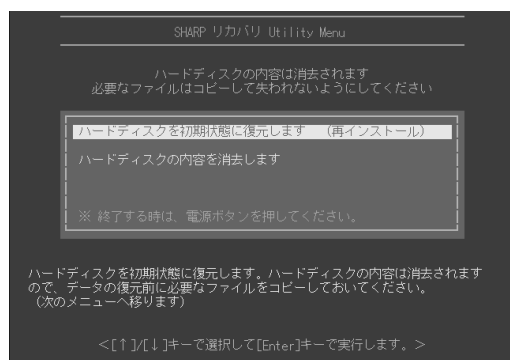 SHARP リカバリ Utility Menu
ハードディスクの内容は消去されます
必要なファイルはコピーして失われないようにしてください
ハードディスクを初期状態に復元します （再インストール）
ハードディスクの内容を消去します
※ 終了する時は、電源ボタンを押してください。
ハードディスクを初期状態に復元します。ハードディスクの内容は消去されます
ので、データの復元前に必要なファイルをコピーしておいてください。
（次のメニューへ移ります）
<[↑]/[↓]キーで選択して[Enter]キーで実行します。>